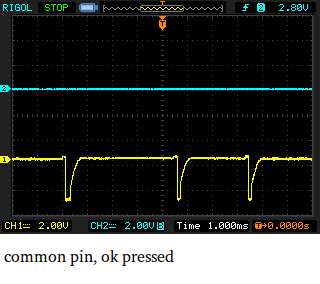 RIGOL STOP T f 2 2.80V
T
2
1
CH1 2.00V CH2 2.00V B Time 1.000ms T→0.0000s
common pin, ok pressed